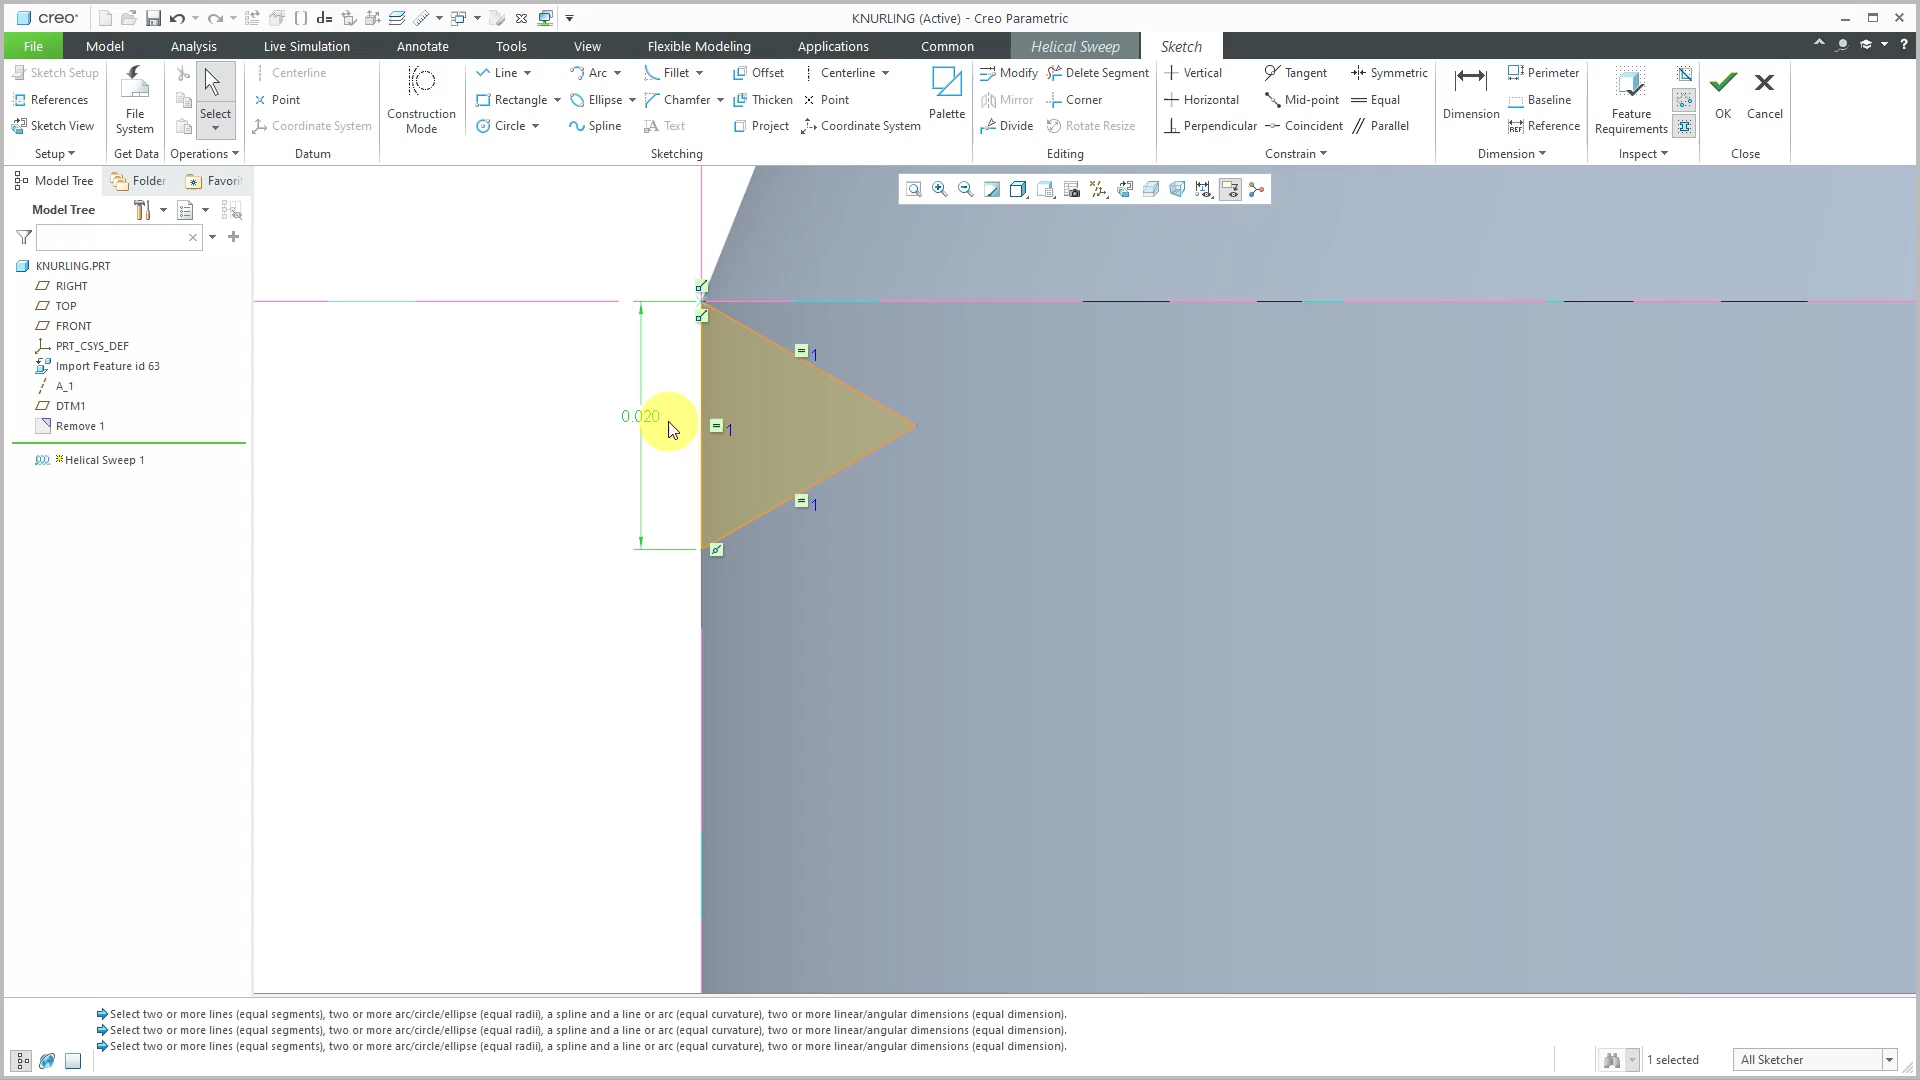 creo®
d=
KNURLING (Active) - Creo Parametric
File Model Analysis Live Simulation Annotate Tools View Flexible Modeling Applications Common Helical Sweep Sketch
?
Sketch Setup
References
Sketch View
Setup
File System
Get Data
Select
Operations
Centerline
Point
Coordinate System
Datum
Construction Mode
Line Arc Fillet Offset Centerline
Rectangle Ellipse Chamfer Thicken Point
Circle Spline Text Project Coordinate System
Palette
Sketching
Modify Delete Segment
Mirror Corner
Divide Rotate Resize
Editing
Vertical Tangent Symmetric
Horizontal Mid-point Equal
Perpendicular Coincident Parallel
Constrain
Dimension
Perimeter
Baseline
REF Reference
Dimension
Feature Requirements
Inspect
OK Cancel
Close
Model Tree Folder Favori
Model Tree
KNURLING.PRT
RIGHT
TOP
FRONT
PRT_CSYS_DEF
Import Feature id 63
A_1
DTM1
Remove 1
Helical Sweep 1
1
0.020
1
1
Select two or more lines (equal segments), two or more arc/circle/ellipse (equal radii), a spline and a line or arc (equal curvature), two or more linear/angular dimensions (equal dimension).
Select two or more lines (equal segments), two or more arc/circle/ellipse (equal radii), a spline and a line or arc (equal curvature), two or more linear/angular dimensions (equal dimension).
Select two or more lines (equal segments), two or more arc/circle/ellipse (equal radii), a spline and a line or arc (equal curvature), two or more linear/angular dimensions (equal dimension).
1 selected
All Sketcher